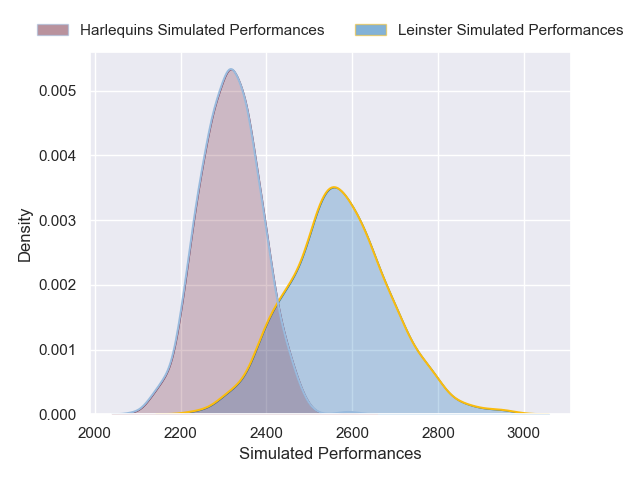 Harlequins Simulated Performances Leinster Simulated Performances
0.005
0.004
0.003
0.002
0.001
0.000
Density
2000 2200 2400 2600 2800 3000
Simulated Performances